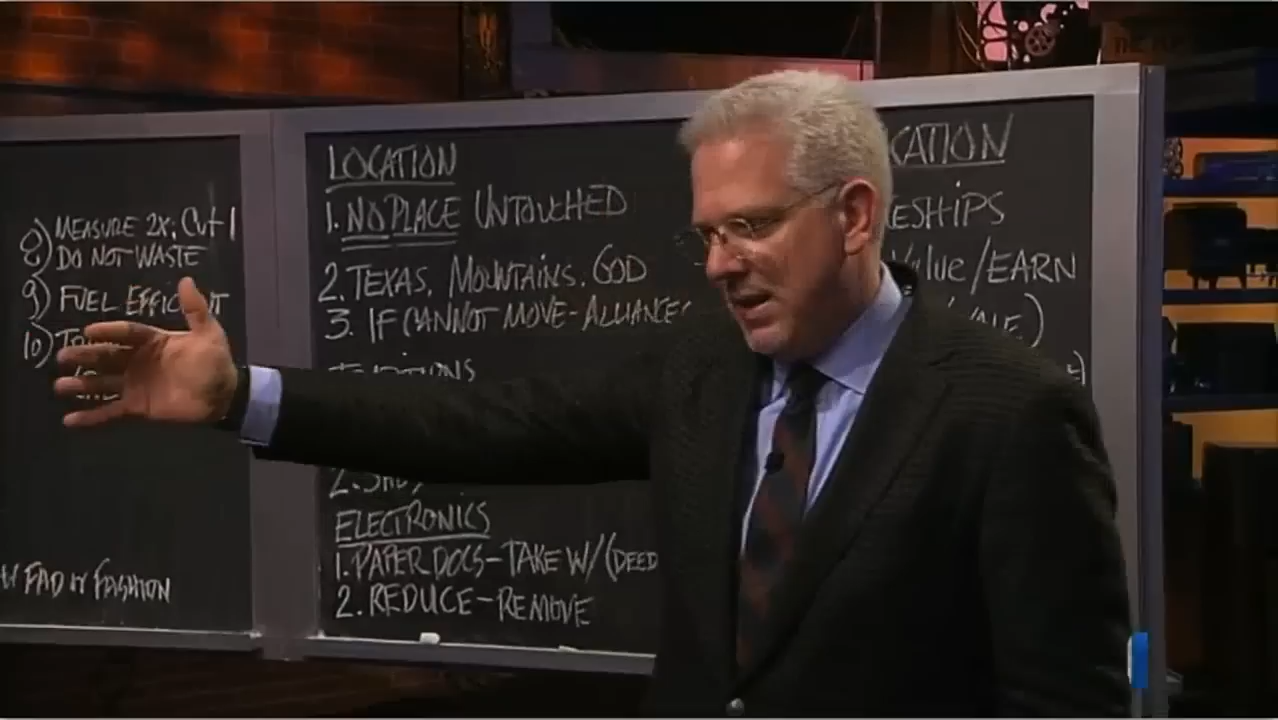 8) MEASURE 2X, CUT 1
DO NOT WASTE
9) FUEL EFFICIENT
10)
W FAD W FASHION
LOCATION
1. NO PLACE UNTOUCHED
2. TEXAS, MOUNTAINS, GOD
3. IF CANNOT MOVE-ALLIANCES
2.
ELECTRONICS
1. PAPER DOCS-TAKE W/(DEED
2. REDUCE-REMOVE
CATION
ESHIPS
Value/EARN